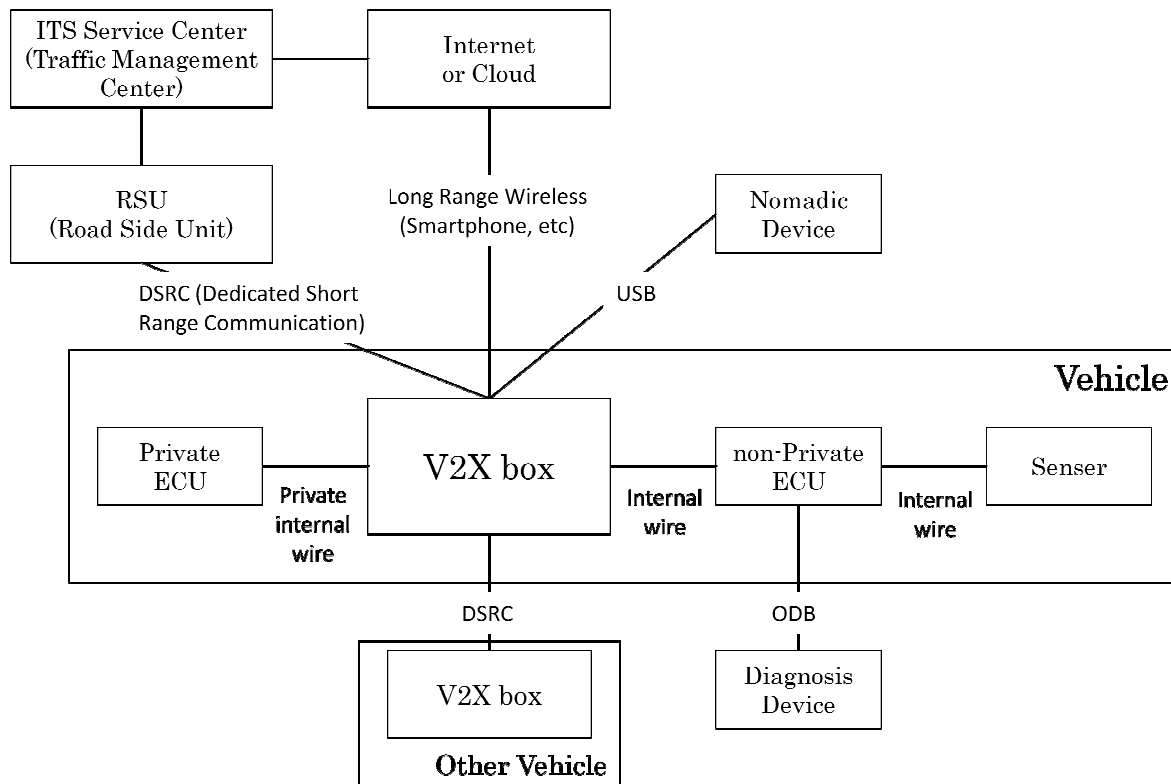 ITS Service Center
(Traffic Management
Center)
Internet
or Cloud
RSU
(Road Side Unit)
Long Range Wireless
(Smartphone, etc)
Nomadic
Device
DSRC (Dedicated Short
Range Communication)
USB
Vehicle
Private
ECU
Private
internal
wire
V2X box
Internal
wire
non-Private
ECU
Internal
wire
Senser
DSRC
ODB
V2X box
Other Vehicle
Diagnosis
Device